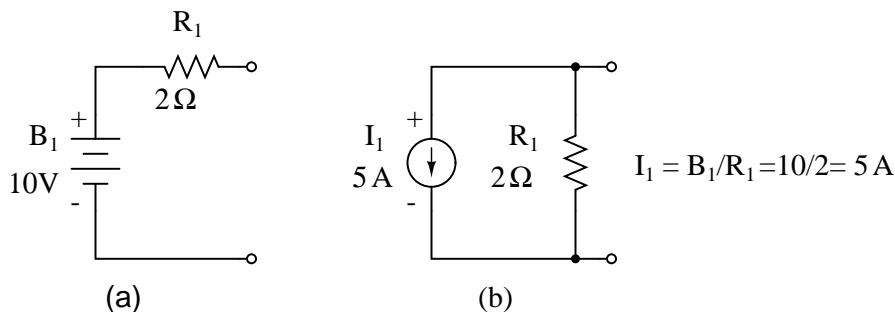 R₁
2Ω
+
B₁
10V
-
(a)
+
I₁
5 A
-
R₁
2Ω
(b)
I₁ = B₁/R₁=10/2= 5 A